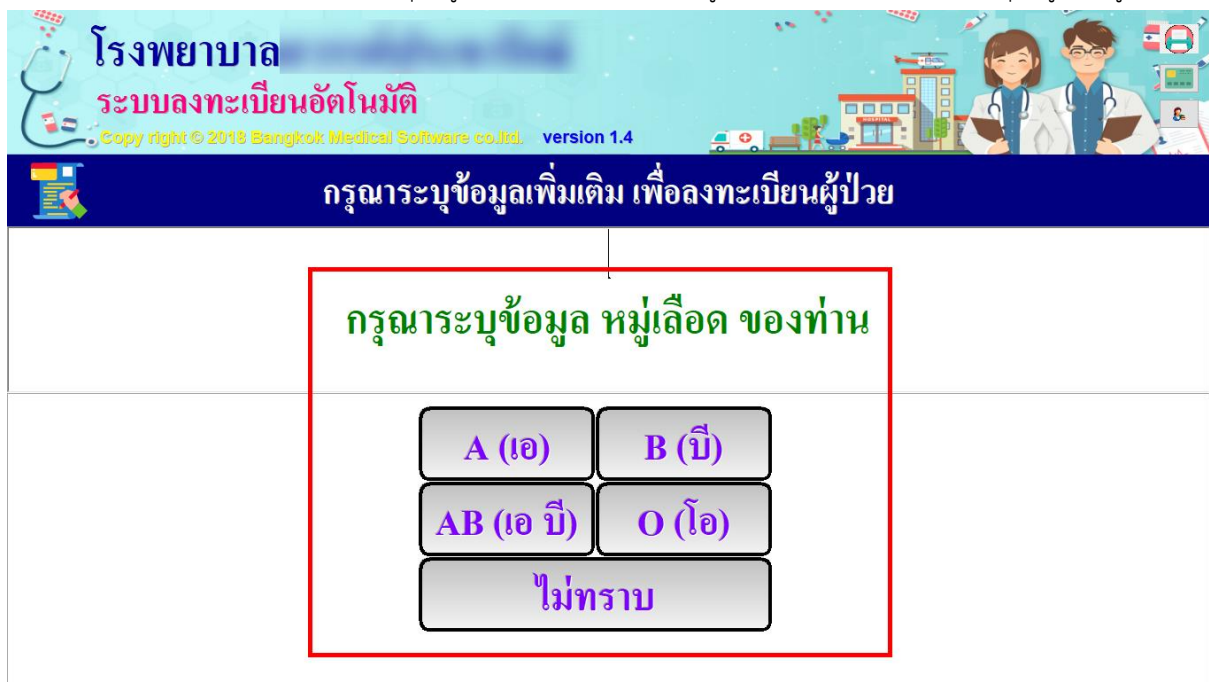 โรงพยาบาล
ระบบลงทะเบียนอัตโนมัติ
Copy right © 2018 Bangkok Medical Software co.,ltd. version 1.4
HOSPITAL
กรุณาระบุข้อมูลเพิ่มเติม เพื่อลงทะเบียนผู้ป่วย
กรุณาระบุข้อมูล หมู่เลือด ของท่าน
A (เอ) B (บี)
AB (เอ บี) O (โอ)
ไม่ทราบ